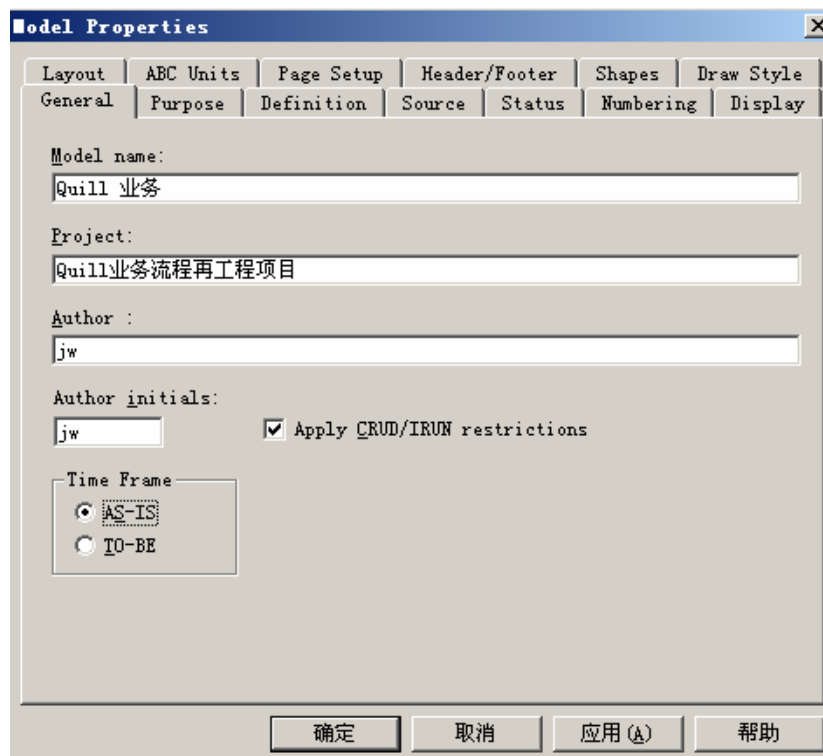 Model Properties
Layout ABC Units Page Setup Header/Footer Shapes Draw Style
General Purpose Definition Source Status Numbering Display
Model name:
Quill 业务
Project:
Quill业务流程再工程项目
Author :
jw
Author initials:
jw Apply CRUD/IRUN restrictions
Time Frame
AS-IS
TO-BE
确定 取消 应用(A) 帮助